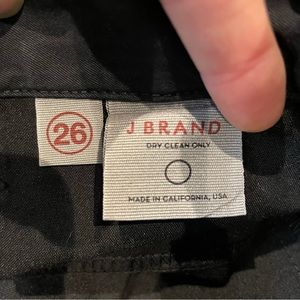 26
J BRAND
DRY CLEAN ONLY
MADE IN CALIFORNIA, USA